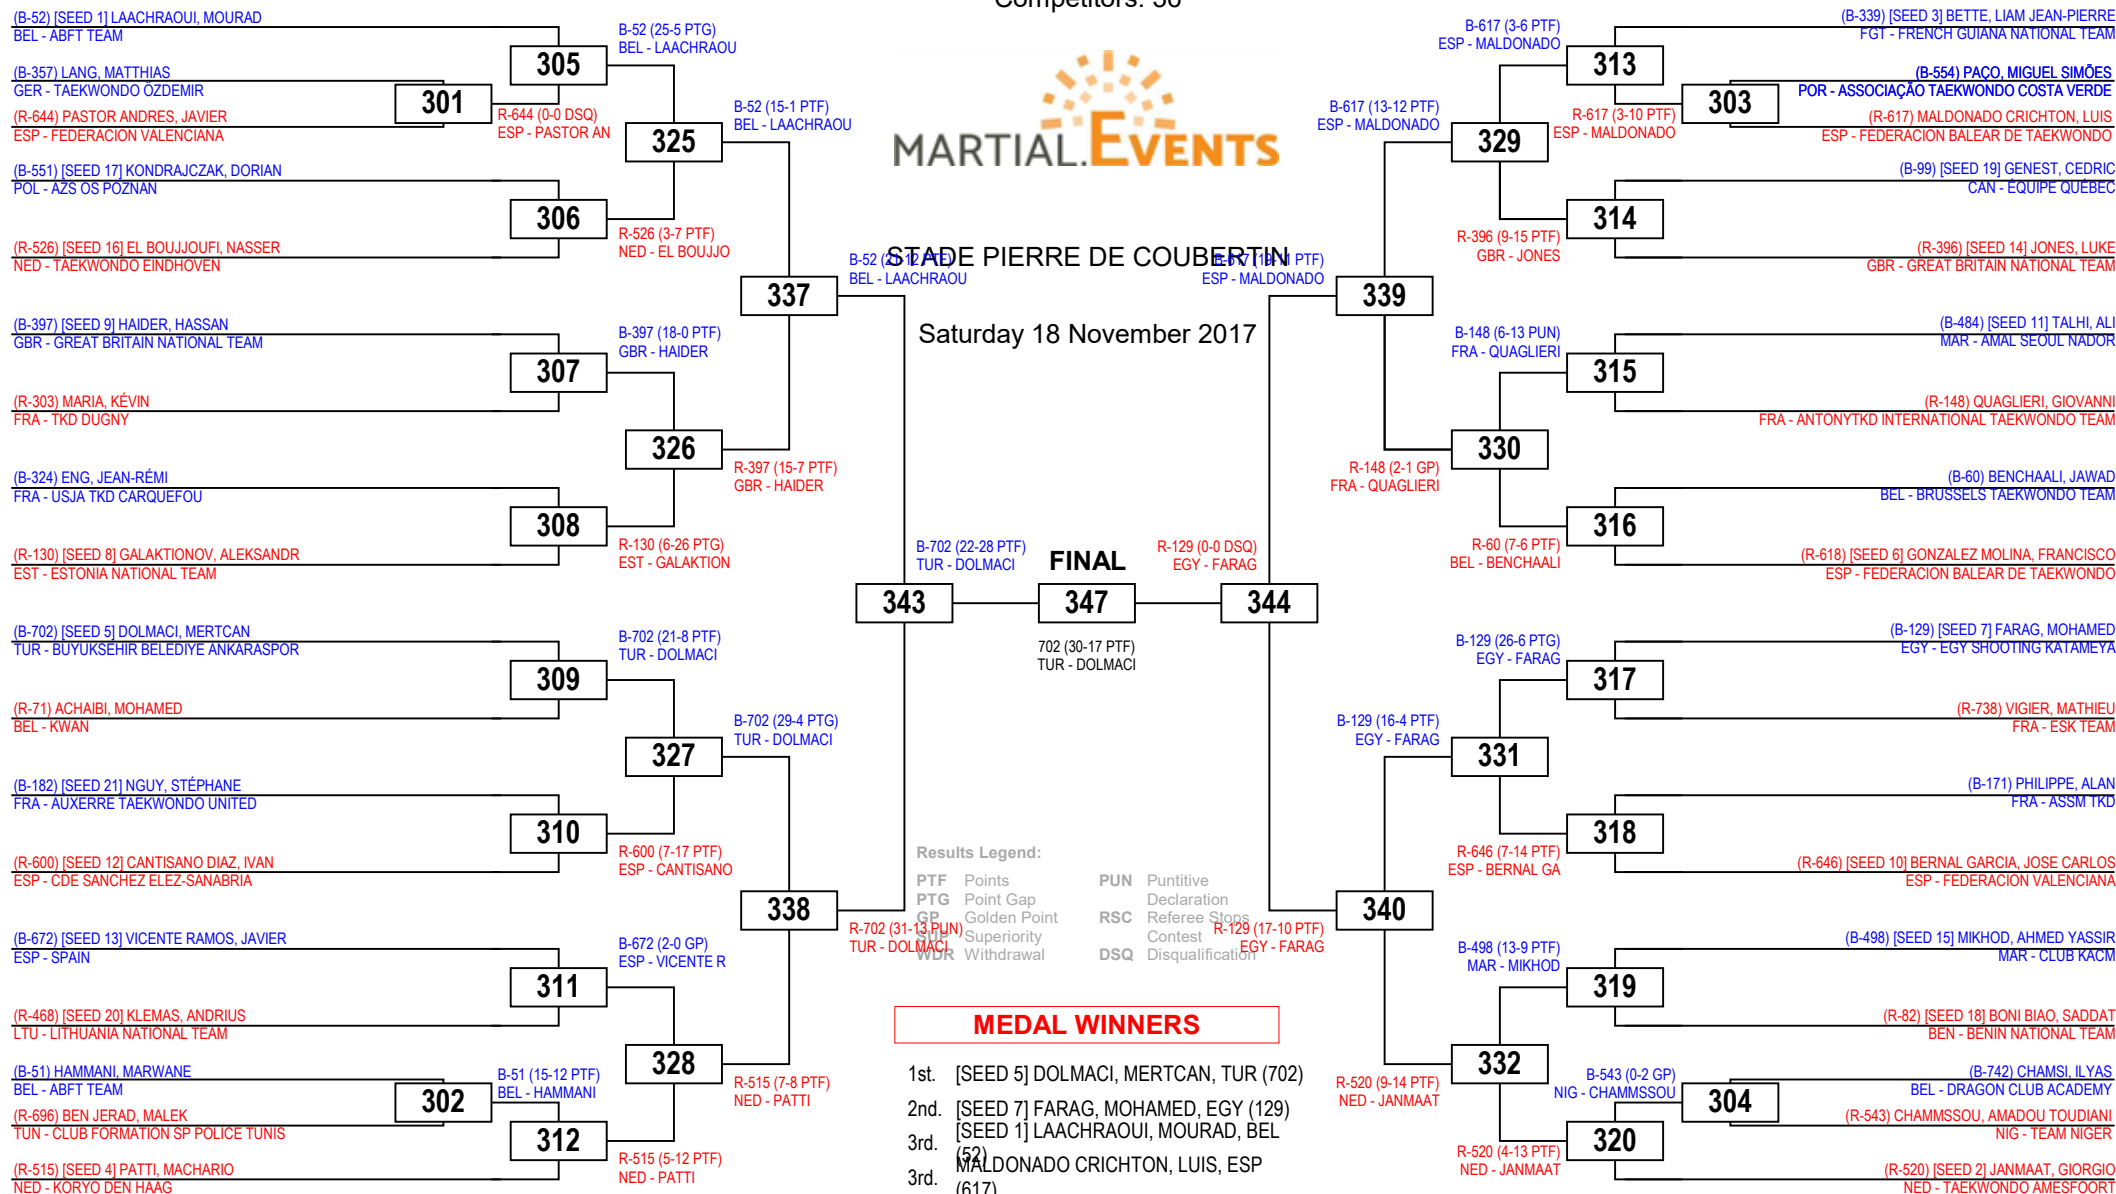 Competitors: 36
MARTIAL.EVENTS
STADE PIERRE DE COUBERTIN
Saturday 18 November 2017
(B-52) [SEED 1] LAACHRAOUI, MOURAD
BEL - ABFT TEAM
(B-357) LANG, MATTHIAS
GER - TAEKWONDO ÖZDEMIR
(R-644) PASTOR ANDRES, JAVIER
ESP - FEDERACION VALENCIANA
(B-551) [SEED 17] KONDRAJCZAK, DORIAN
POL - AZS OS POZNAN
(R-526) [SEED 16] EL BOUJJOUFI, NASSER
NED - TAEKWONDO EINDHOVEN
(B-397) [SEED 9] HAIDER, HASSAN
GBR - GREAT BRITAIN NATIONAL TEAM
(R-303) MARIA, KÉVIN
FRA - TKD DUGNY
(B-324) ENG, JEAN-RÉMI
FRA - USJA TKD CARQUEFOU
(R-130) [SEED 8] GALAKTIONOV, ALEKSANDR
EST - ESTONIA NATIONAL TEAM
(B-702) [SEED 5] DOLMACI, MERTCAN
TUR - BUYUKSEHIR BELEDIYE ANKARASPOR
(R-71) ACHAIBI, MOHAMED
BEL - KWAN
(B-182) [SEED 21] NGUY, STÉPHANE
FRA - AUXERRE TAEKWONDO UNITED
(R-600) [SEED 12] CANTISANO DIAZ, IVAN
ESP - CDE SANCHEZ ELEZ-SANABRIA
(B-672) [SEED 13] VICENTE RAMOS, JAVIER
ESP - SPAIN
(R-468) [SEED 20] KLEMAS, ANDRIUS
LTU - LITHUANIA NATIONAL TEAM
(B-51) HAMMANI, MARWANE
BEL - ABFT TEAM
(R-696) BEN JERAD, MALEK
TUN - CLUB FORMATION SP POLICE TUNIS
(R-515) [SEED 4] PATTI, MACHARIO
NED - KORYO DEN HAAG
301
R-644 (0-0 DSQ)
ESP - PASTOR AN
302
B-51 (15-12 PTF)
BEL - HAMMANI
305
B-52 (25-5 PTG)
BEL - LAACHRAOU
306
R-526 (3-7 PTF)
NED - EL BOUJJO
307
B-397 (18-0 PTF)
GBR - HAIDER
308
R-130 (6-26 PTG)
EST - GALAKTION
309
B-702 (21-8 PTF)
TUR - DOLMACI
310
R-600 (7-17 PTF)
ESP - CANTISANO
311
B-672 (2-0 GP)
ESP - VICENTE R
312
R-515 (5-12 PTF)
NED - PATTI
325
B-52 (15-1 PTF)
BEL - LAACHRAOU
326
R-397 (15-7 PTF)
GBR - HAIDER
327
B-702 (29-4 PTG)
TUR - DOLMACI
328
R-515 (7-8 PTF)
NED - PATTI
337
B-52 (21-12 PTF)
BEL - LAACHRAOU
338
R-702 (31-13 PUN)
TUR - DOLMACI
343
B-702 (22-28 PTF)
TUR - DOLMACI
FINAL
347
702 (30-17 PTF)
TUR - DOLMACI
R-129 (0-0 DSQ)
EGY - FARAG
344
B-617 (19-11 PTF)
ESP - MALDONADO
339
R-129 (17-10 PTF)
EGY - FARAG
340
B-617 (13-12 PTF)
ESP - MALDONADO
329
R-148 (2-1 GP)
FRA - QUAGLIERI
330
B-129 (16-4 PTF)
EGY - FARAG
331
R-520 (9-14 PTF)
NED - JANMAAT
332
B-617 (3-6 PTF)
ESP - MALDONADO
313
R-396 (9-15 PTF)
GBR - JONES
314
B-148 (6-13 PUN)
FRA - QUAGLIERI
315
R-60 (7-6 PTF)
BEL - BENCHAALI
316
B-129 (26-6 PTG)
EGY - FARAG
317
R-646 (7-14 PTF)
ESP - BERNAL GA
318
B-498 (13-9 PTF)
MAR - MIKHOD
319
R-520 (4-13 PTF)
NED - JANMAAT
320
R-617 (3-10 PTF)
ESP - MALDONADO
303
B-543 (0-2 GP)
NIG - CHAMMSSOU
304
(B-339) [SEED 3] BETTE, LIAM JEAN-PIERRE
FGT - FRENCH GUIANA NATIONAL TEAM
(B-554) PAÇO, MIGUEL SIMÕES
POR - ASSOCIAÇÃO TAEKWONDO COSTA VERDE
(R-617) MALDONADO CRICHTON, LUIS
ESP - FEDERACION BALEAR DE TAEKWONDO
(B-99) [SEED 19] GENEST, CEDRIC
CAN - ÉQUIPE QUÉBEC
(R-396) [SEED 14] JONES, LUKE
GBR - GREAT BRITAIN NATIONAL TEAM
(B-484) [SEED 11] TALHI, ALI
MAR - AMAL SEOUL NADOR
(R-148) QUAGLIERI, GIOVANNI
FRA - ANTONYTKD INTERNATIONAL TAEKWONDO TEAM
(B-60) BENCHAALI, JAWAD
BEL - BRUSSELS TAEKWONDO TEAM
(R-618) [SEED 6] GONZALEZ MOLINA, FRANCISCO
ESP - FEDERACION BALEAR DE TAEKWONDO
(B-129) [SEED 7] FARAG, MOHAMED
EGY - EGY SHOOTING KATAMEYA
(R-738) VIGIER, MATHIEU
FRA - ESK TEAM
(B-171) PHILIPPE, ALAN
FRA - ASSM TKD
(R-646) [SEED 10] BERNAL GARCIA, JOSE CARLOS
ESP - FEDERACION VALENCIANA
(B-498) [SEED 15] MIKHOD, AHMED YASSIR
MAR - CLUB KACM
(R-82) [SEED 18] BONI BIAO, SADDAT
BEN - BENIN NATIONAL TEAM
(B-742) CHAMSI, ILYAS
BEL - DRAGON CLUB ACADEMY
(R-543) CHAMMSSOU, AMADOU TOUDIANI
NIG - TEAM NIGER
(R-520) [SEED 2] JANMAAT, GIORGIO
NED - TAEKWONDO AMESFOORT
Results Legend:
PTF Points
PTG Point Gap
GP Golden Point
SUP Superiority
WDR Withdrawal
PUN Puntitive
Declaration
RSC Referee Stops
Contest
DSQ Disqualification
MEDAL WINNERS
1st. [SEED 5] DOLMACI, MERTCAN, TUR (702)
2nd. [SEED 7] FARAG, MOHAMED, EGY (129)
3rd. [SEED 1] LAACHRAOUI, MOURAD, BEL
(52)
3rd. MALDONADO CRICHTON, LUIS, ESP
(617)